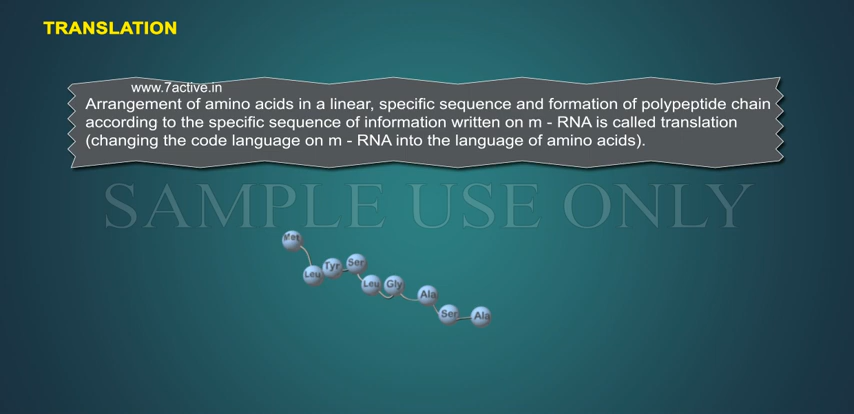 TRANSLATION
www.7active.in
Arrangement of amino acids in a linear, specific sequence and formation of polypeptide chain
according to the specific sequence of information written on m - RNA is called translation
(changing the code language on m - RNA into the language of amino acids).
SAMPLE USE ONLY
Met
Leu
Tyr
Ser
Leu
Gly
Ala
Ser
Ala